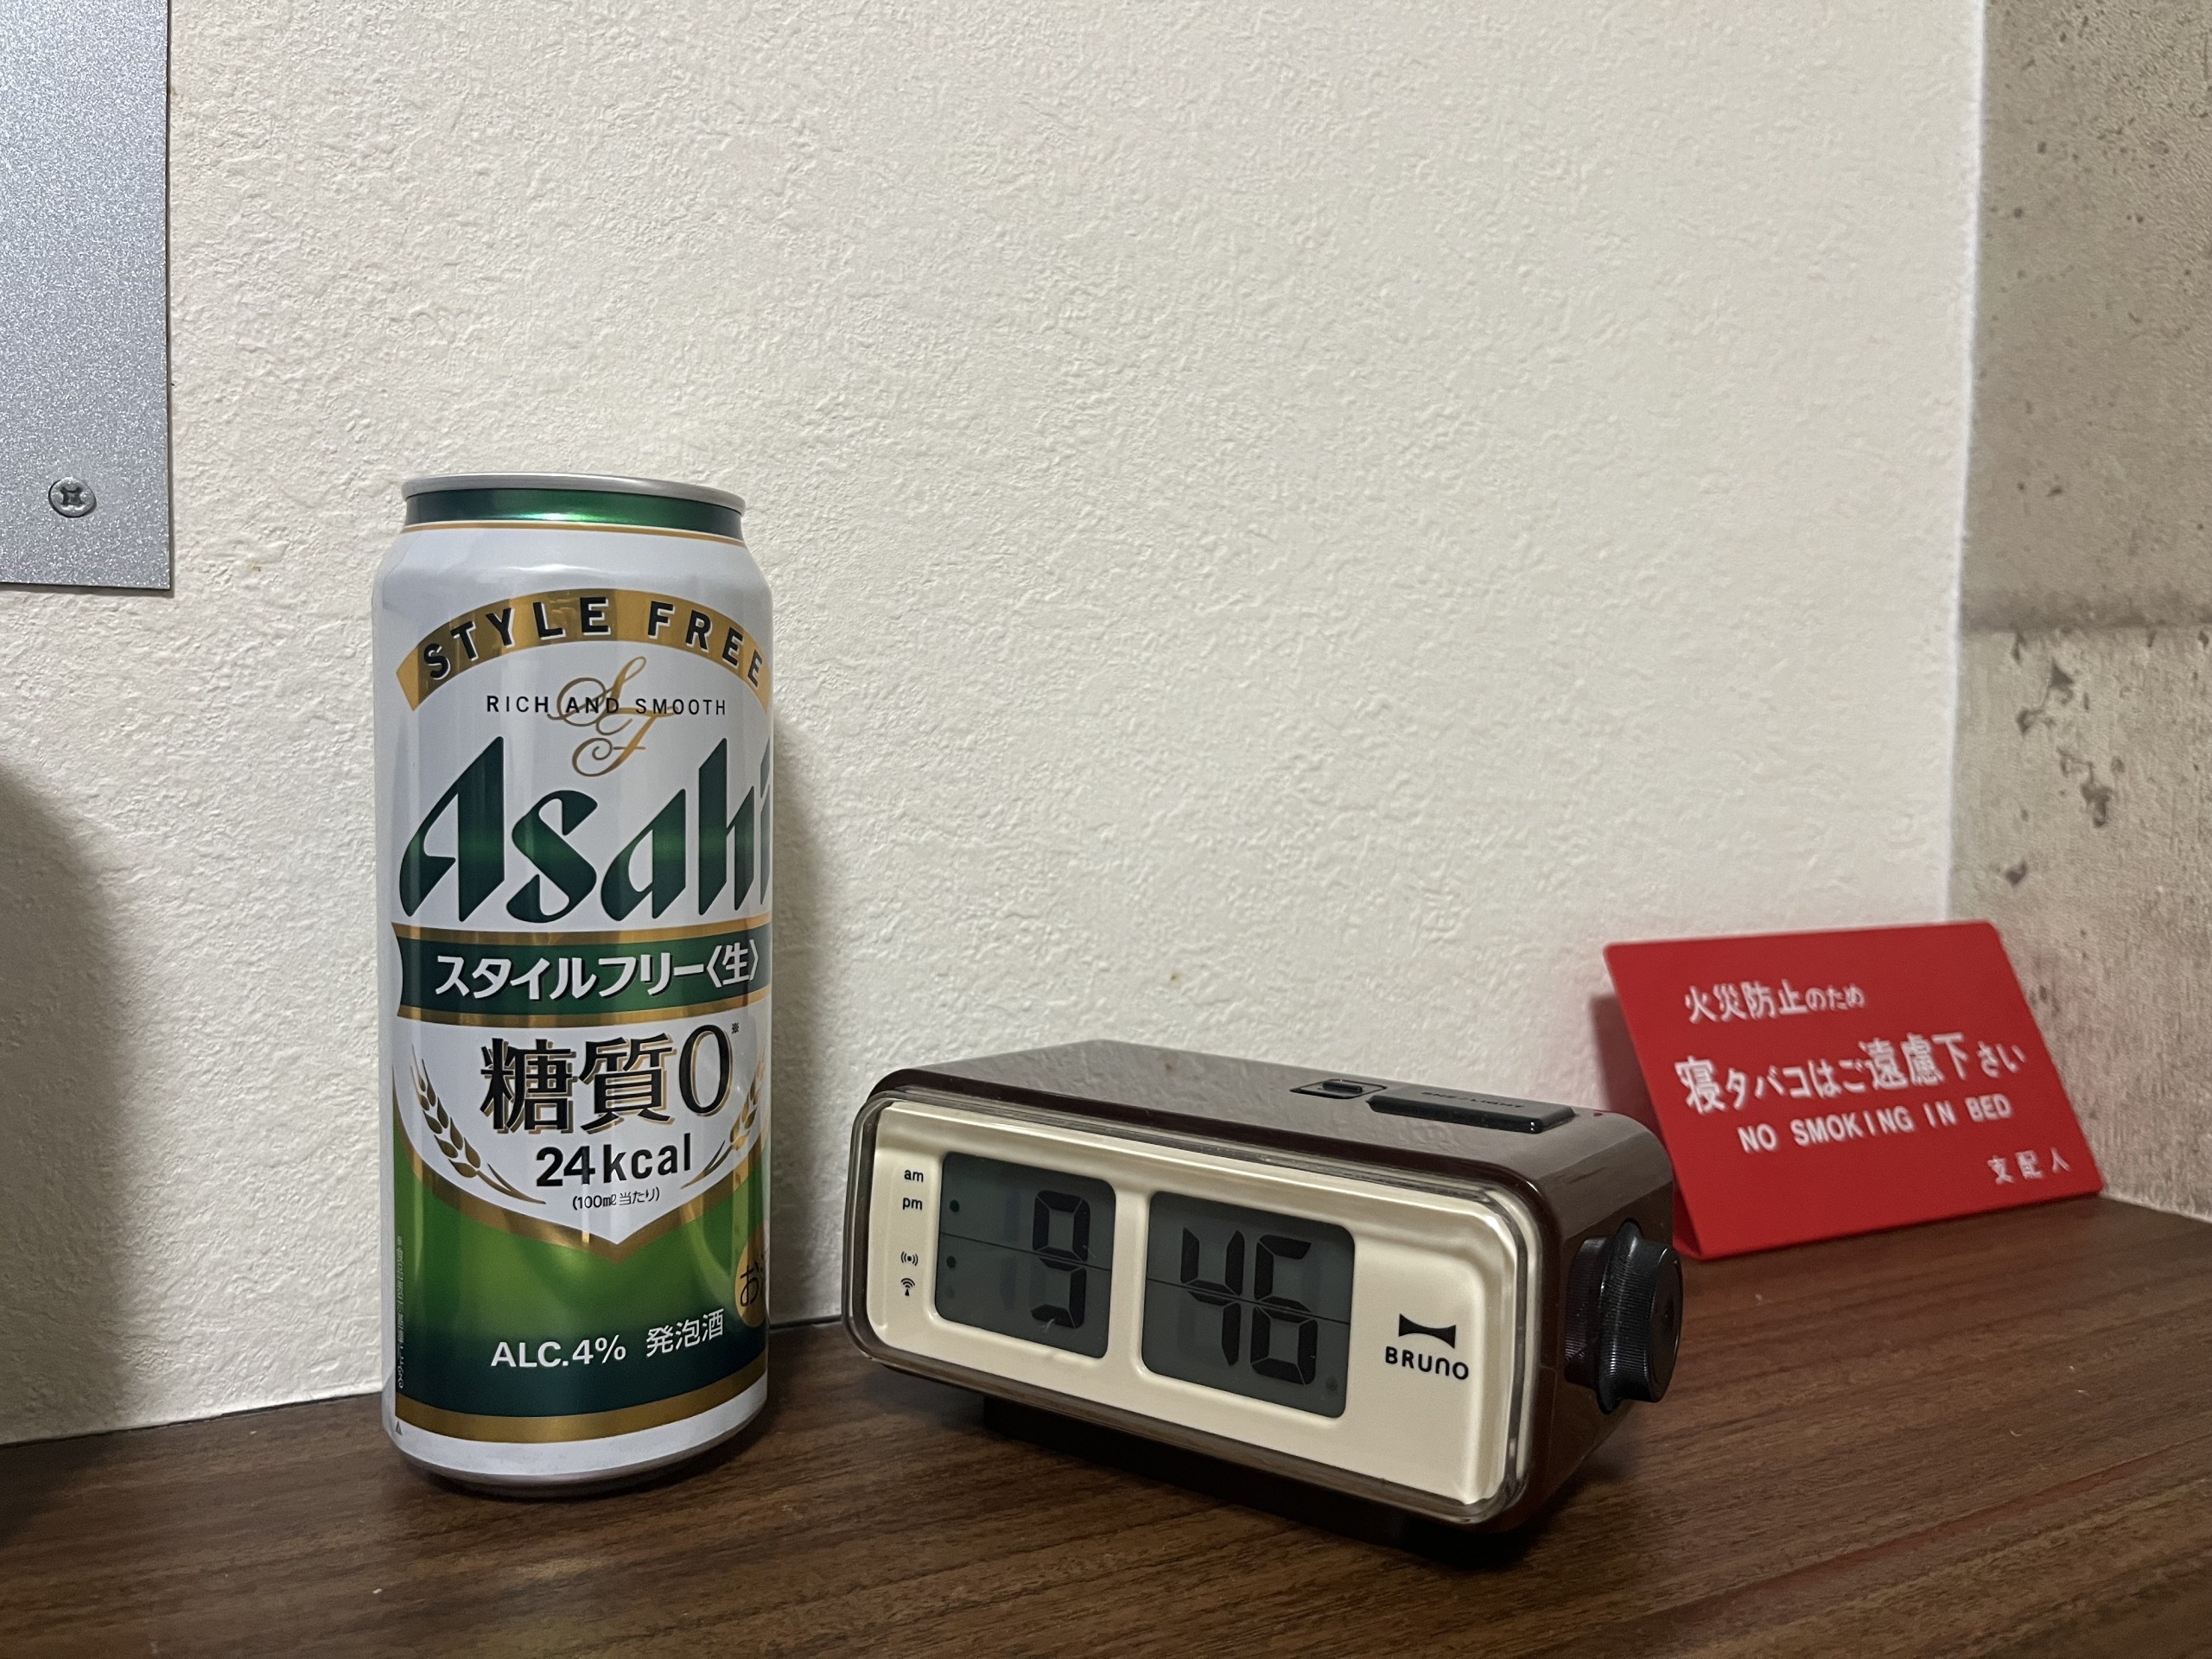 STYLE FREE
RICH AND SMOOTH
SF
Asahi
スタイルフリー〈生〉
糖質0※
24kcal
(100ml当たり)
ALC.4% 発泡酒
am
pm
9 46
BRUNO
火災防止のため
寝タバコはご遠慮下さい
NO SMOKING IN BED
支配人